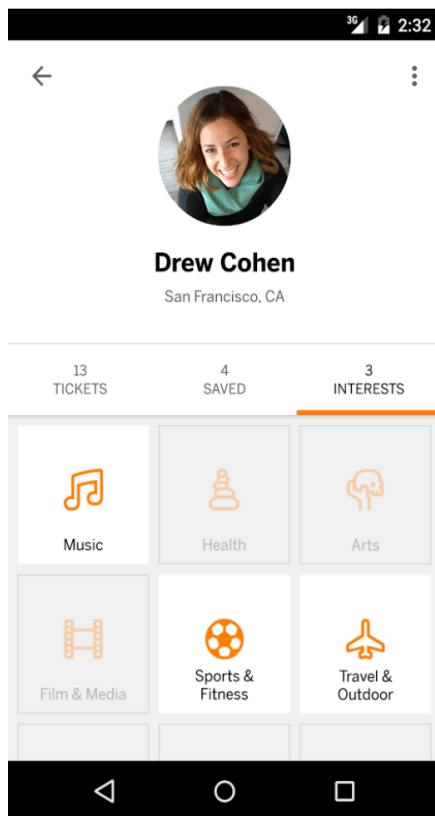 3G 2:32
Drew Cohen
San Francisco, CA
13 4 3
TICKETS SAVED INTERESTS
Music Health Arts
Film & Media
Sports &
Fitness
Travel &
Outdoor